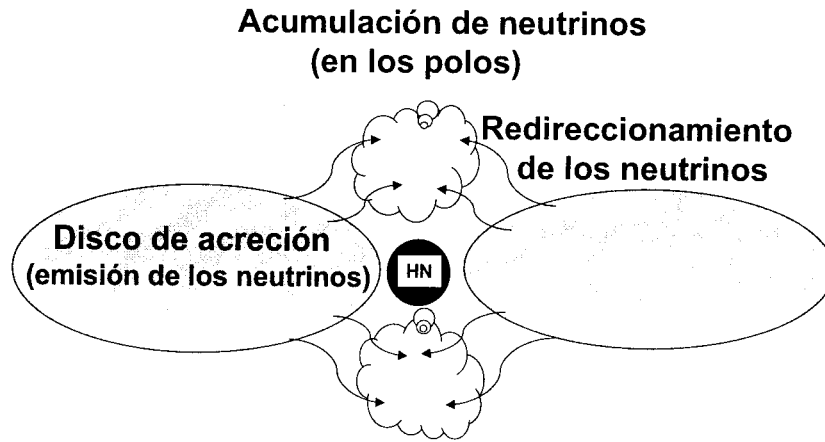 Acumulación de neutrinos
(en los polos)
Redireccionamiento
de los neutrinos
Disco de acreción
(emisión de los neutrinos)
HN